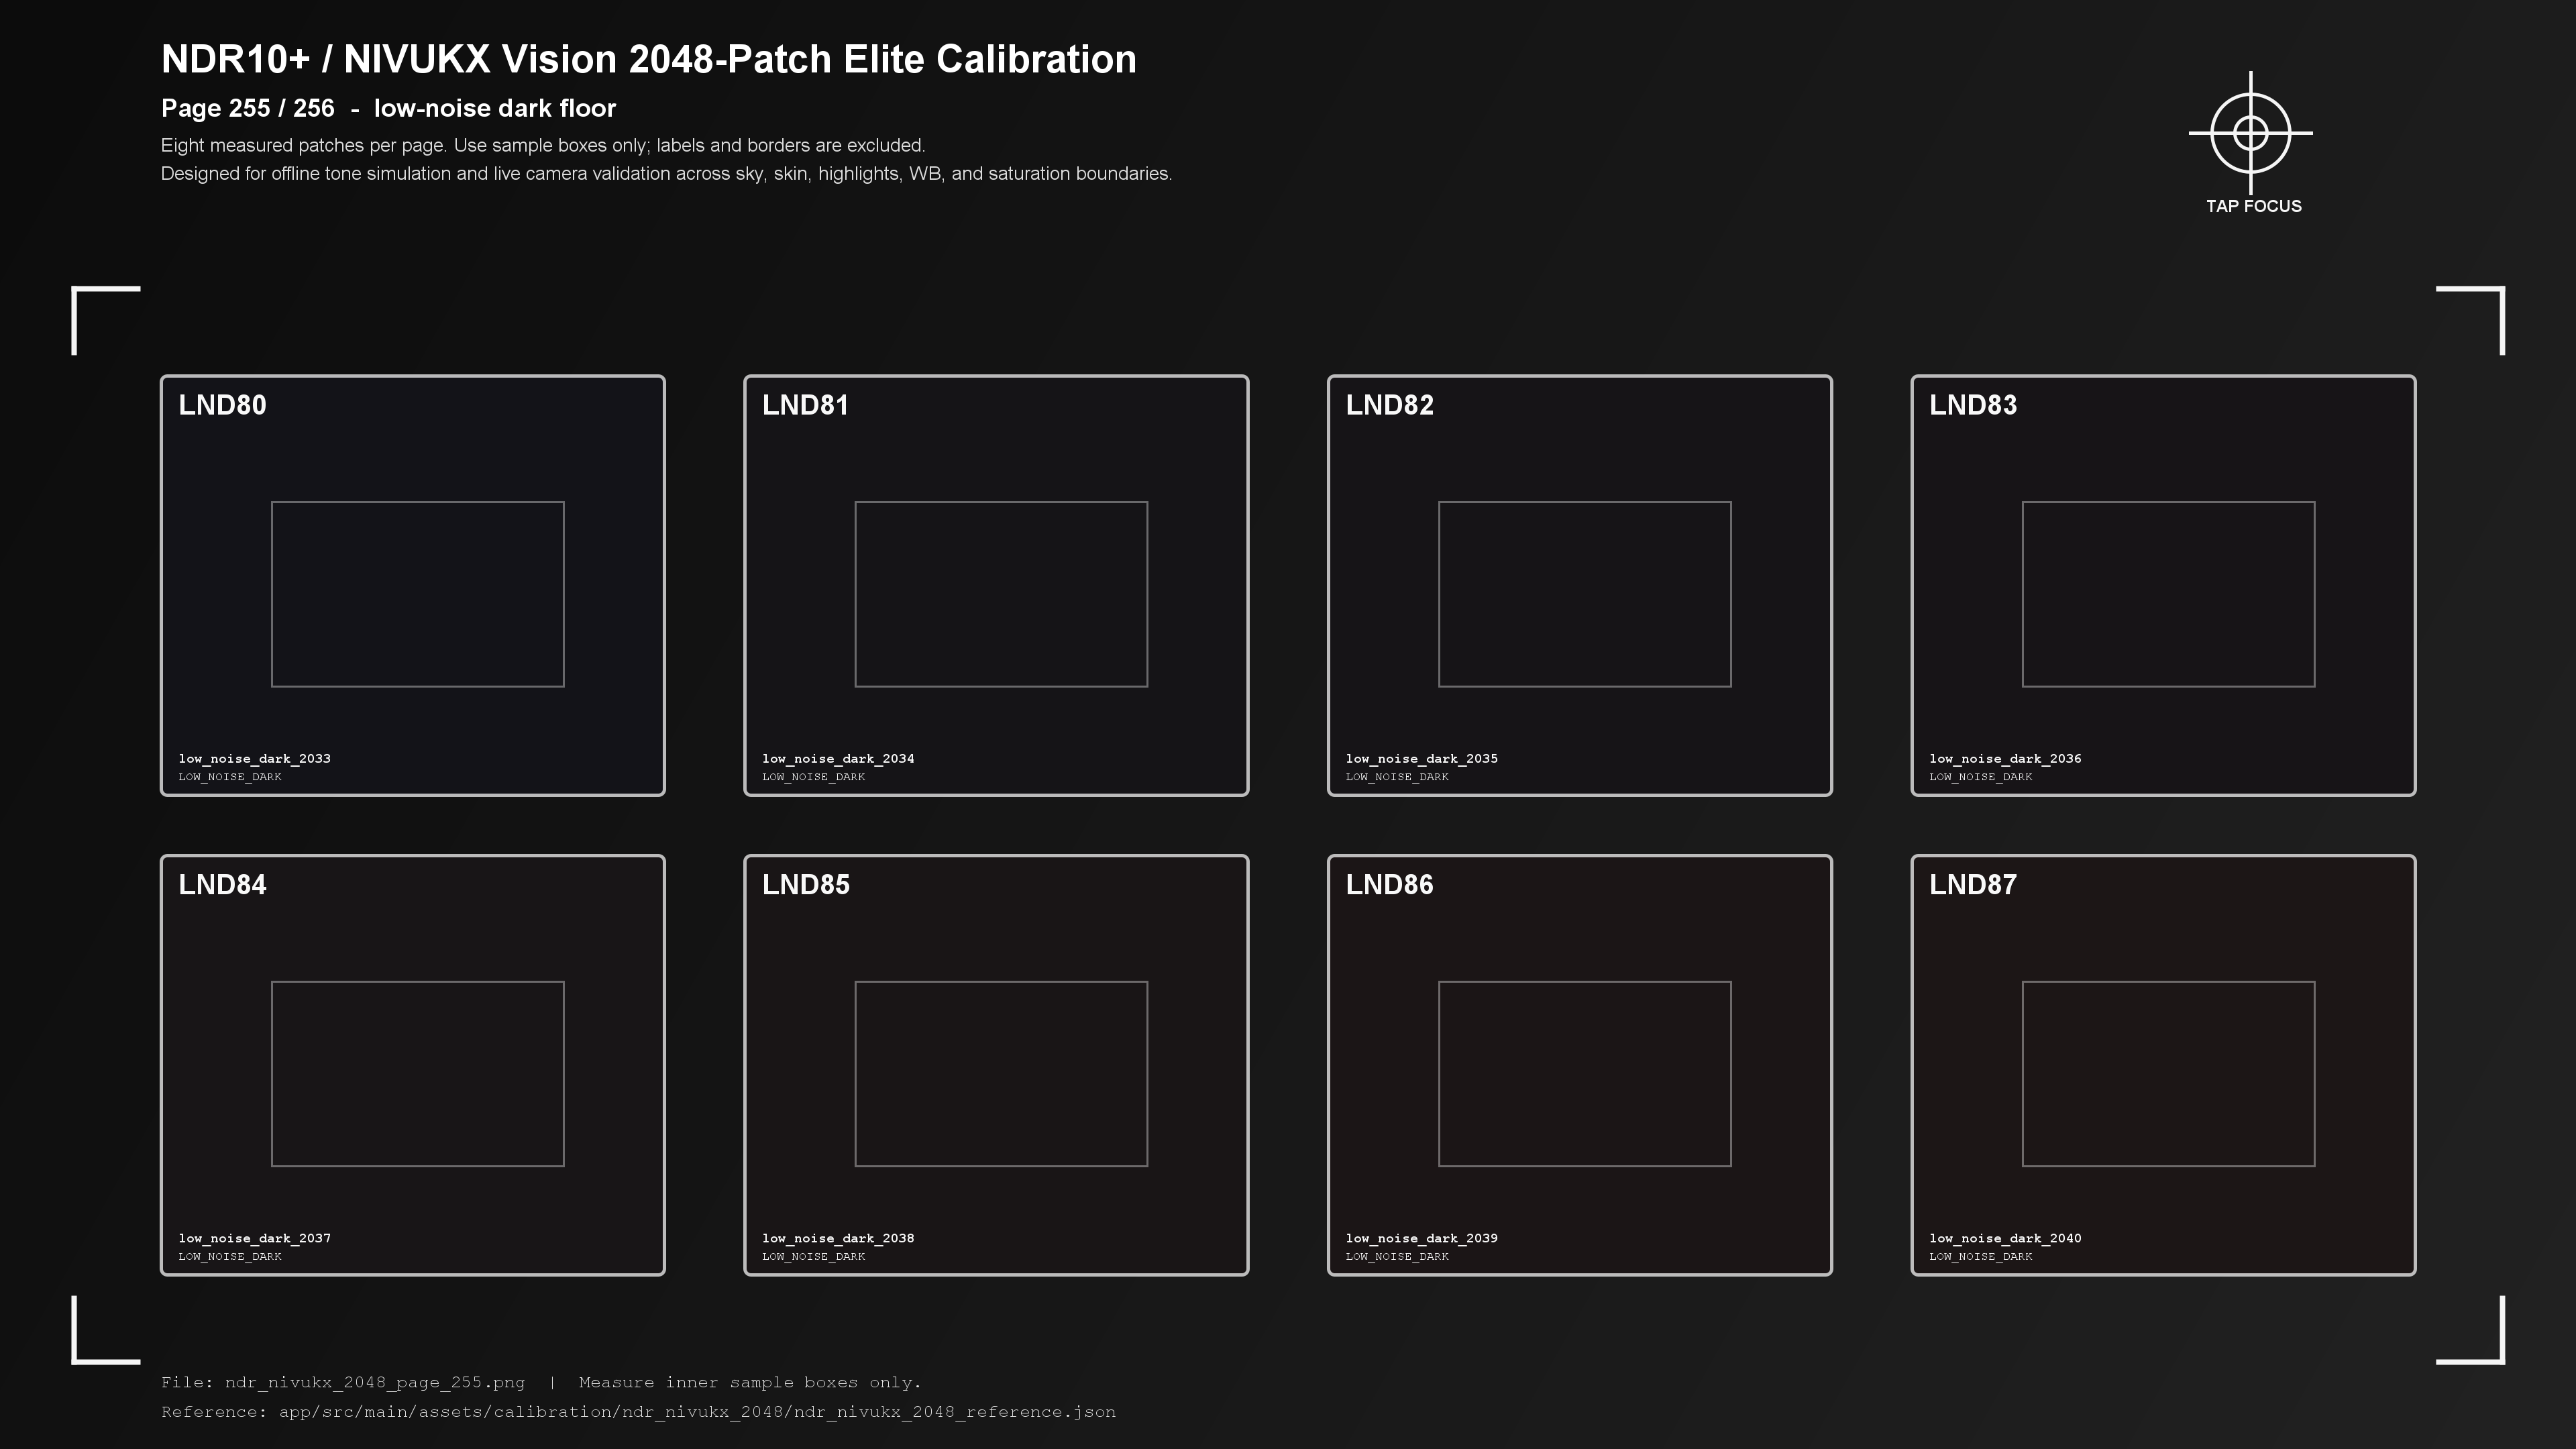 NDR10+ / NIVUKX Vision 2048-Patch Elite Calibration
Page 255 / 256 - low-noise dark floor
Eight measured patches per page. Use sample boxes only; labels and borders are excluded.
Designed for offline tone simulation and live camera validation across sky, skin, highlights, WB, and saturation boundaries.
TAP FOCUS
LND80
low_noise_dark_2033
LOW_NOISE_DARK
LND81
low_noise_dark_2034
LOW_NOISE_DARK
LND82
low_noise_dark_2035
LOW_NOISE_DARK
LND83
low_noise_dark_2036
LOW_NOISE_DARK
LND84
low_noise_dark_2037
LOW_NOISE_DARK
LND85
low_noise_dark_2038
LOW_NOISE_DARK
LND86
low_noise_dark_2039
LOW_NOISE_DARK
LND87
low_noise_dark_2040
LOW_NOISE_DARK
File: ndr_nivukx_2048_page_255.png | Measure inner sample boxes only.
Reference: app/src/main/assets/calibration/ndr_nivukx_2048/ndr_nivukx_2048_reference.json